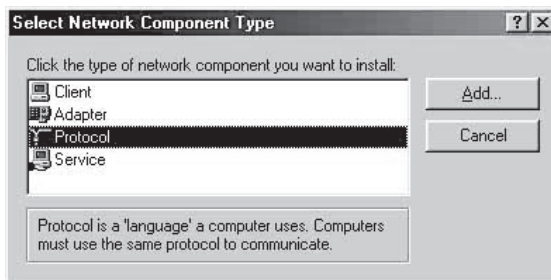 Select Network Component Type
Click the type of network component you want to install:
Client
Adapter
Protocol
Service
Add...
Cancel
Protocol is a 'language' a computer uses. Computers
must use the same protocol to communicate.